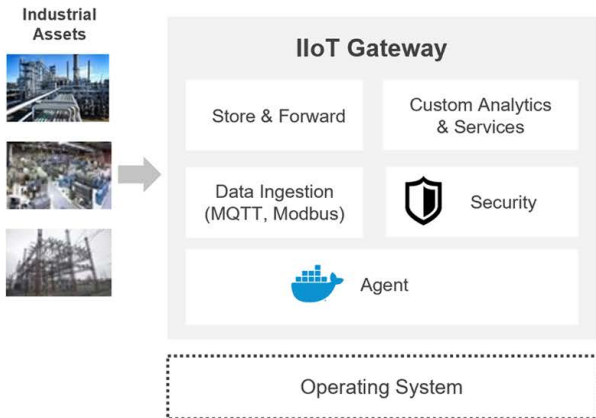 Industrial
Assets
IIoT Gateway
Store & Forward
Custom Analytics
& Services
Data Ingestion
(MQTT, Modbus)
Security
Agent
Operating System